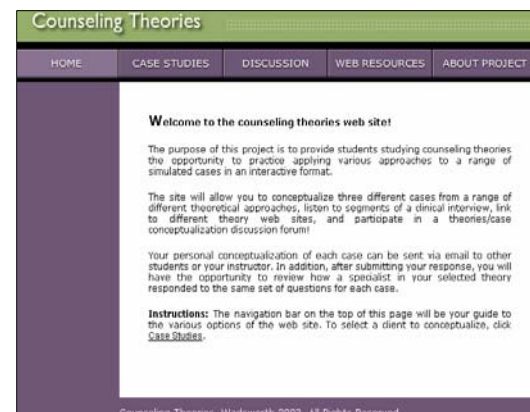 Counseling Theories
HOME CASE STUDIES DISCUSSION WEB RESOURCES ABOUT PROJECT
Welcome to the counseling theories web site!
The purpose of this project is to provide students studying counseling theories
the opportunity to practice applying various approaches to a range of
simulated cases in an interactive format.
The site will allow you to conceptualize three different cases from a range of
different theoretical approaches, listen to segments of a clinical interview, link
to different theory web sites, and participate in a theories/case
conceptualization discussion forum!
Your personal conceptualization of each case can be sent via email to other
students or your instructor. In addition, after submitting your response, you will
have the opportunity to review how a specialist in your selected theory
responded to the same set of questions for each case.
Instructions: The navigation bar on the top of this page will be your guide to
the various options of the web site. To select a client to conceptualize, click
Case Studies.
Counseling Theories, Wadsworth 2002, All Rights Reserved